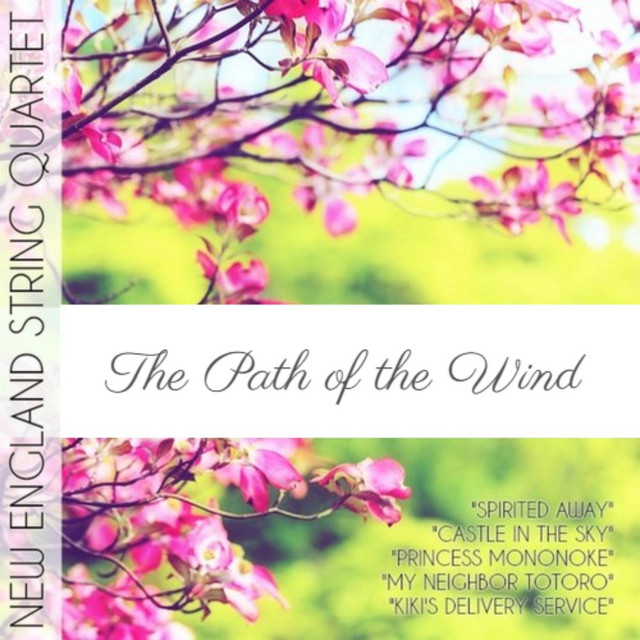 NEW ENGLAND STRING QUARTET
The Path of the Wind
"SPIRITED AWAY"
"CASTLE IN THE SKY"
"PRINCESS MONONOKE"
"MY NEIGHBOR TOTORO"
"KIKI'S DELIVERY SERVICE"